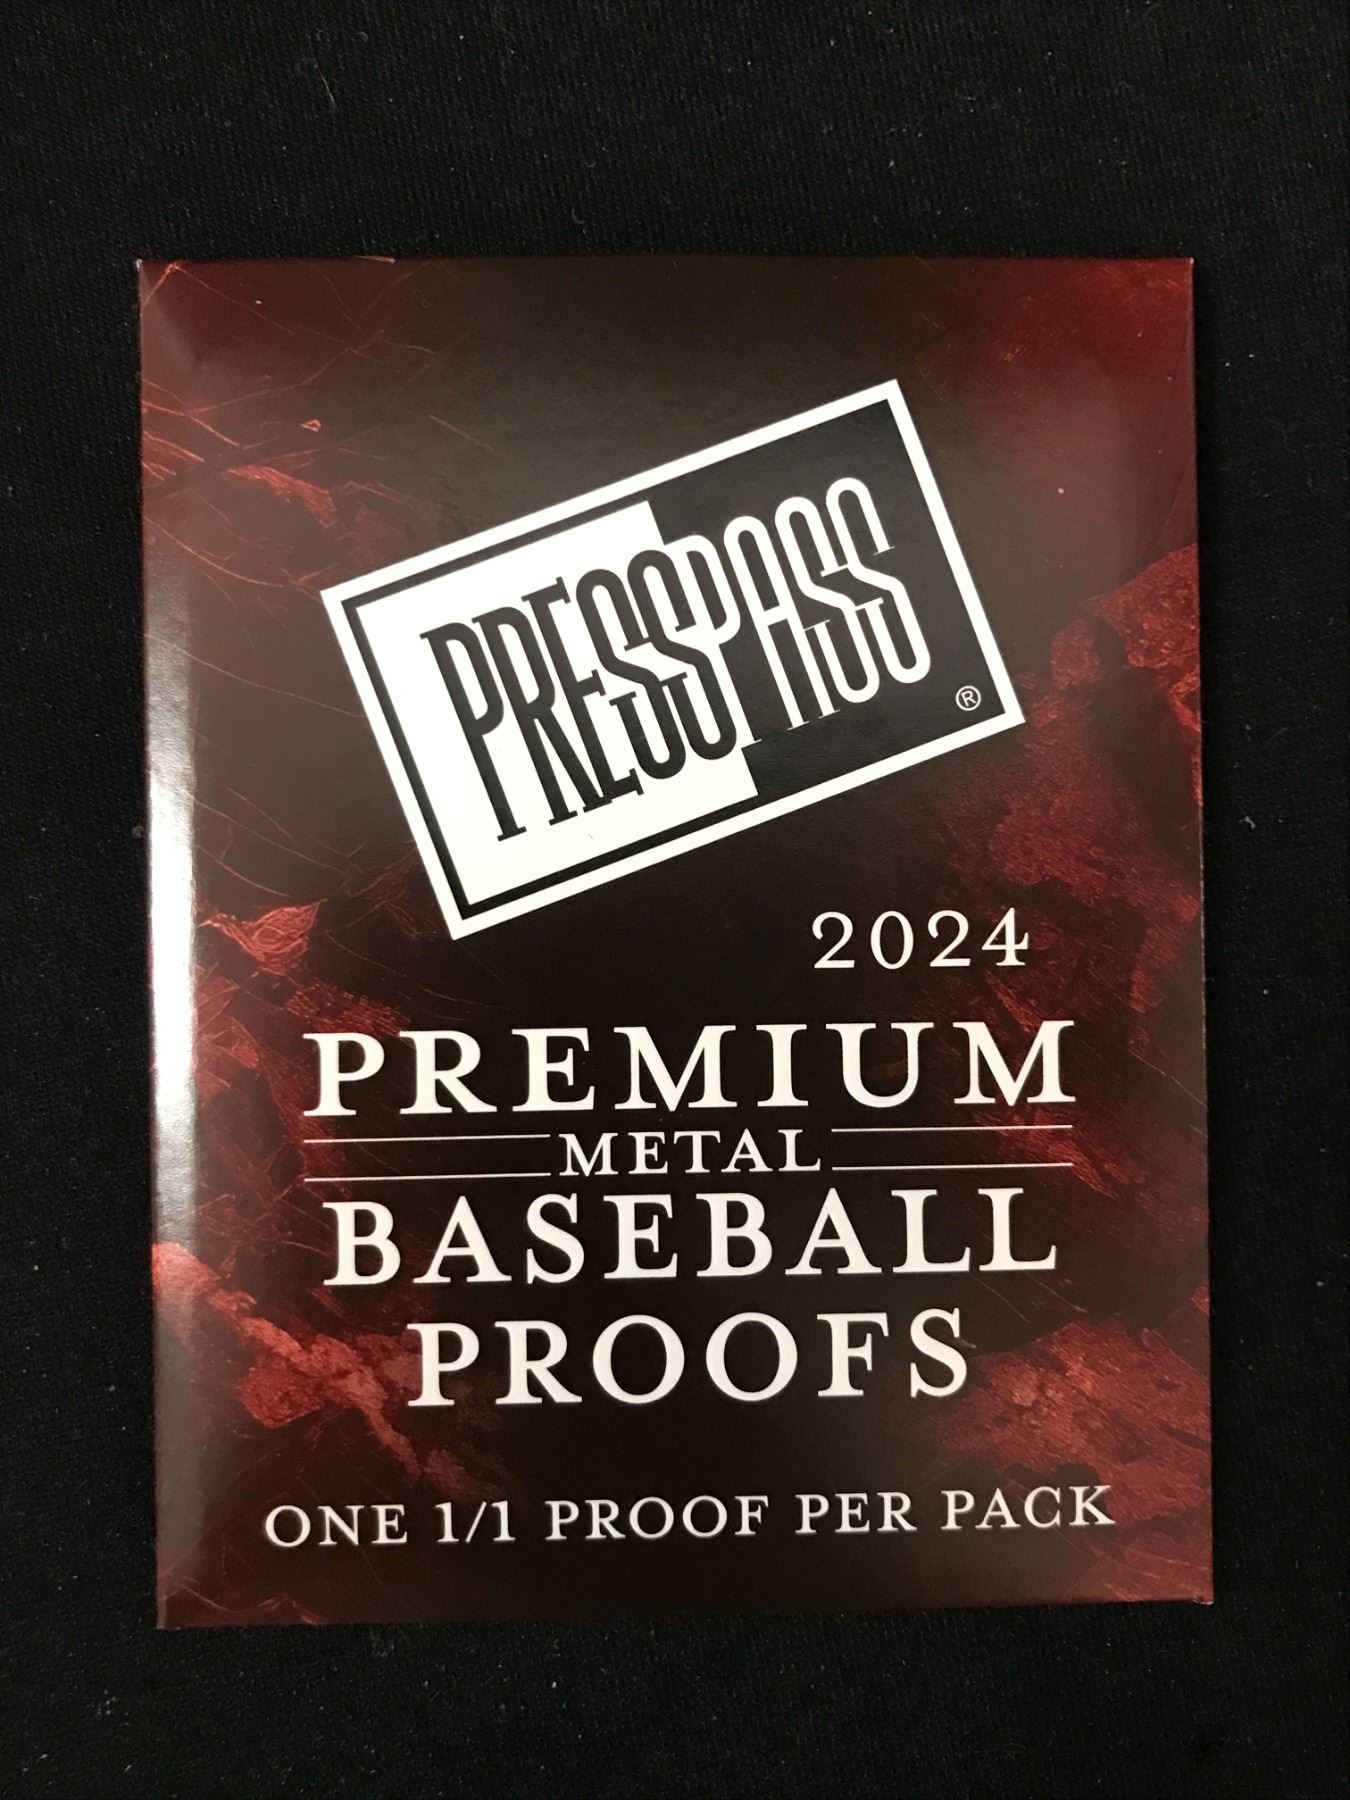 PRESSPASS
®
2024
PREMIUM
METAL
BASEBALL
PROOFS
ONE 1/1 PROOF PER PACK